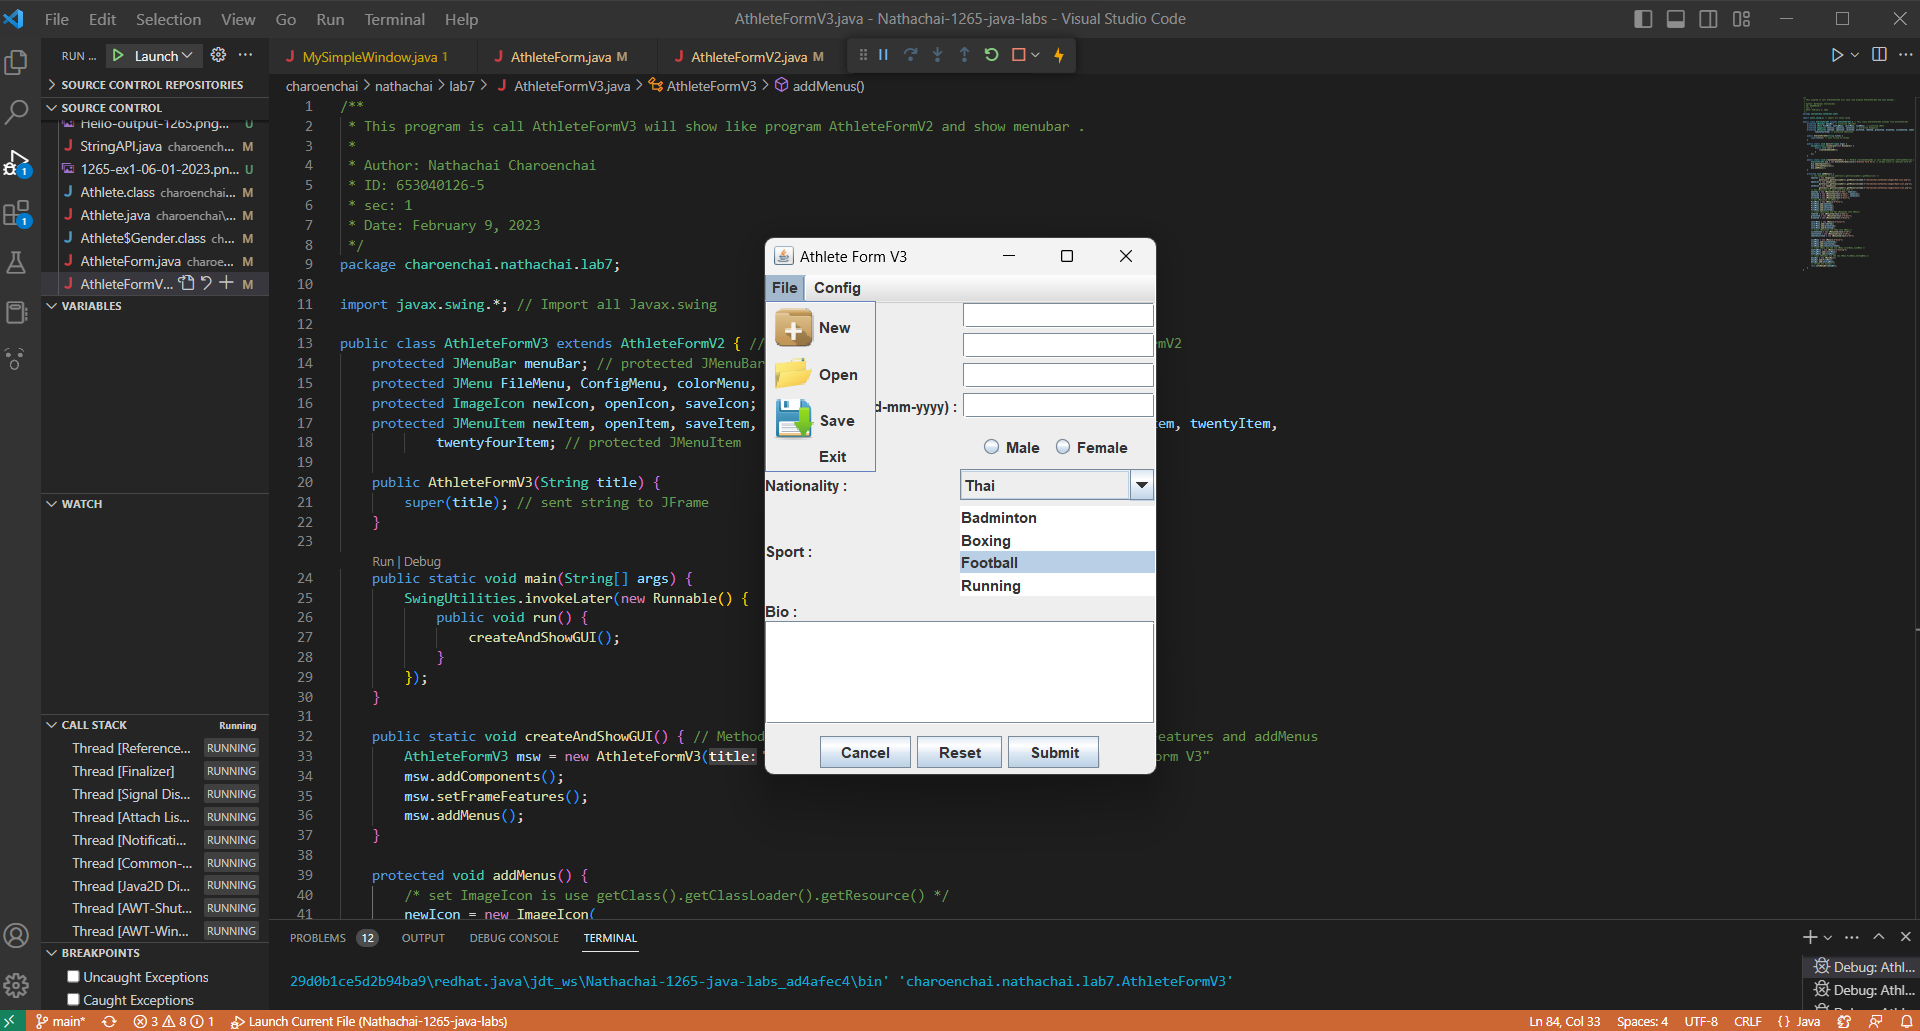 File Edit Selection View Go Run Terminal Help
AthleteFormV3.java - Nathachai-1265-java-labs - Visual Studio Code
RUN ... Launch ...
MySimpleWindow.java 1
AthleteForm.java M
AthleteFormV2.java M
SOURCE CONTROL REPOSITORIES
SOURCE CONTROL
Hello-output-1265.png... U
StringAPI.java charoench... M
1265-ex1-06-01-2023.pn... U
Athlete.class charoenchai... M
Athlete.java charoenchai\... M
Athlete$Gender.class ch... M
AthleteForm.java charoe... M
AthleteFormV... M
VARIABLES
WATCH
CALL STACK Running
Thread [Reference... RUNNING
Thread [Finalizer] RUNNING
Thread [Signal Dis... RUNNING
Thread [Attach Lis... RUNNING
Thread [Notificati... RUNNING
Thread [Common-... RUNNING
Thread [Java2D Di... RUNNING
Thread [AWT-Shut... RUNNING
Thread [AWT-Win... RUNNING
BREAKPOINTS
Uncaught Exceptions
Caught Exceptions
charoenchai > nathachai > lab7 > AthleteFormV3.java > AthleteFormV3 > addMenus()
1 /**
2 * This program is call AthleteFormV3 will show like program AthleteFormV2 and show menubar .
3 *
4 * Author: Nathachai Charoenchai
5 * ID: 653040126-5
6 * sec: 1
7 * Date: February 9, 2023
8 */
9 package charoenchai.nathachai.lab7;
10
11 import javax.swing.*; // Import all Javax.swing
12
13 public class AthleteFormV3 extends AthleteFormV2 { // mV2
14 protected JMenuBar menuBar; // protected JMenuBar
15 protected JMenu FileMenu, ConfigMenu, colorMenu,
16 protected ImageIcon newIcon, openIcon, saveIcon;
17 protected JMenuItem newItem, openItem, saveItem, tem, twentyItem,
18 twentyfourItem; // protected JMenuItem
19
20 public AthleteFormV3(String title) {
21 super(title); // sent string to JFrame
22 }
23
Run | Debug
24 public static void main(String[] args) {
25 SwingUtilities.invokeLater(new Runnable() {
26 public void run() {
27 createAndShowGUI();
28 }
29 });
30 }
31
32 public static void createAndShowGUI() { // Method eatures and addMenus
33 AthleteFormV3 msw = new AthleteFormV3(title: orm V3"
34 msw.addComponents();
35 msw.setFrameFeatures();
36 msw.addMenus();
37 }
38
39 protected void addMenus() {
40 /* set ImageIcon is use getClass().getClassLoader().getResource() */
41 newIcon = new ImageIcon(
Athlete Form V3
File Config
New
Open
Save
Exit
d-mm-yyyy) :
Male Female
Nationality : Thai
Sport :
Badminton
Boxing
Football
Running
Bio :
Cancel Reset Submit
PROBLEMS 12 OUTPUT DEBUG CONSOLE TERMINAL
29d0b1ce5d2b94ba9\redhat.java\jdt_ws\Nathachai-1265-java-labs_ad4afec4\bin' 'charoenchai.nathachai.lab7.AthleteFormV3'
Debug: Athl...
Debug: Athl...
main* 3 8 1 Launch Current File (Nathachai-1265-java-labs)
Ln 84, Col 33 Spaces: 4 UTF-8 CRLF {} Java